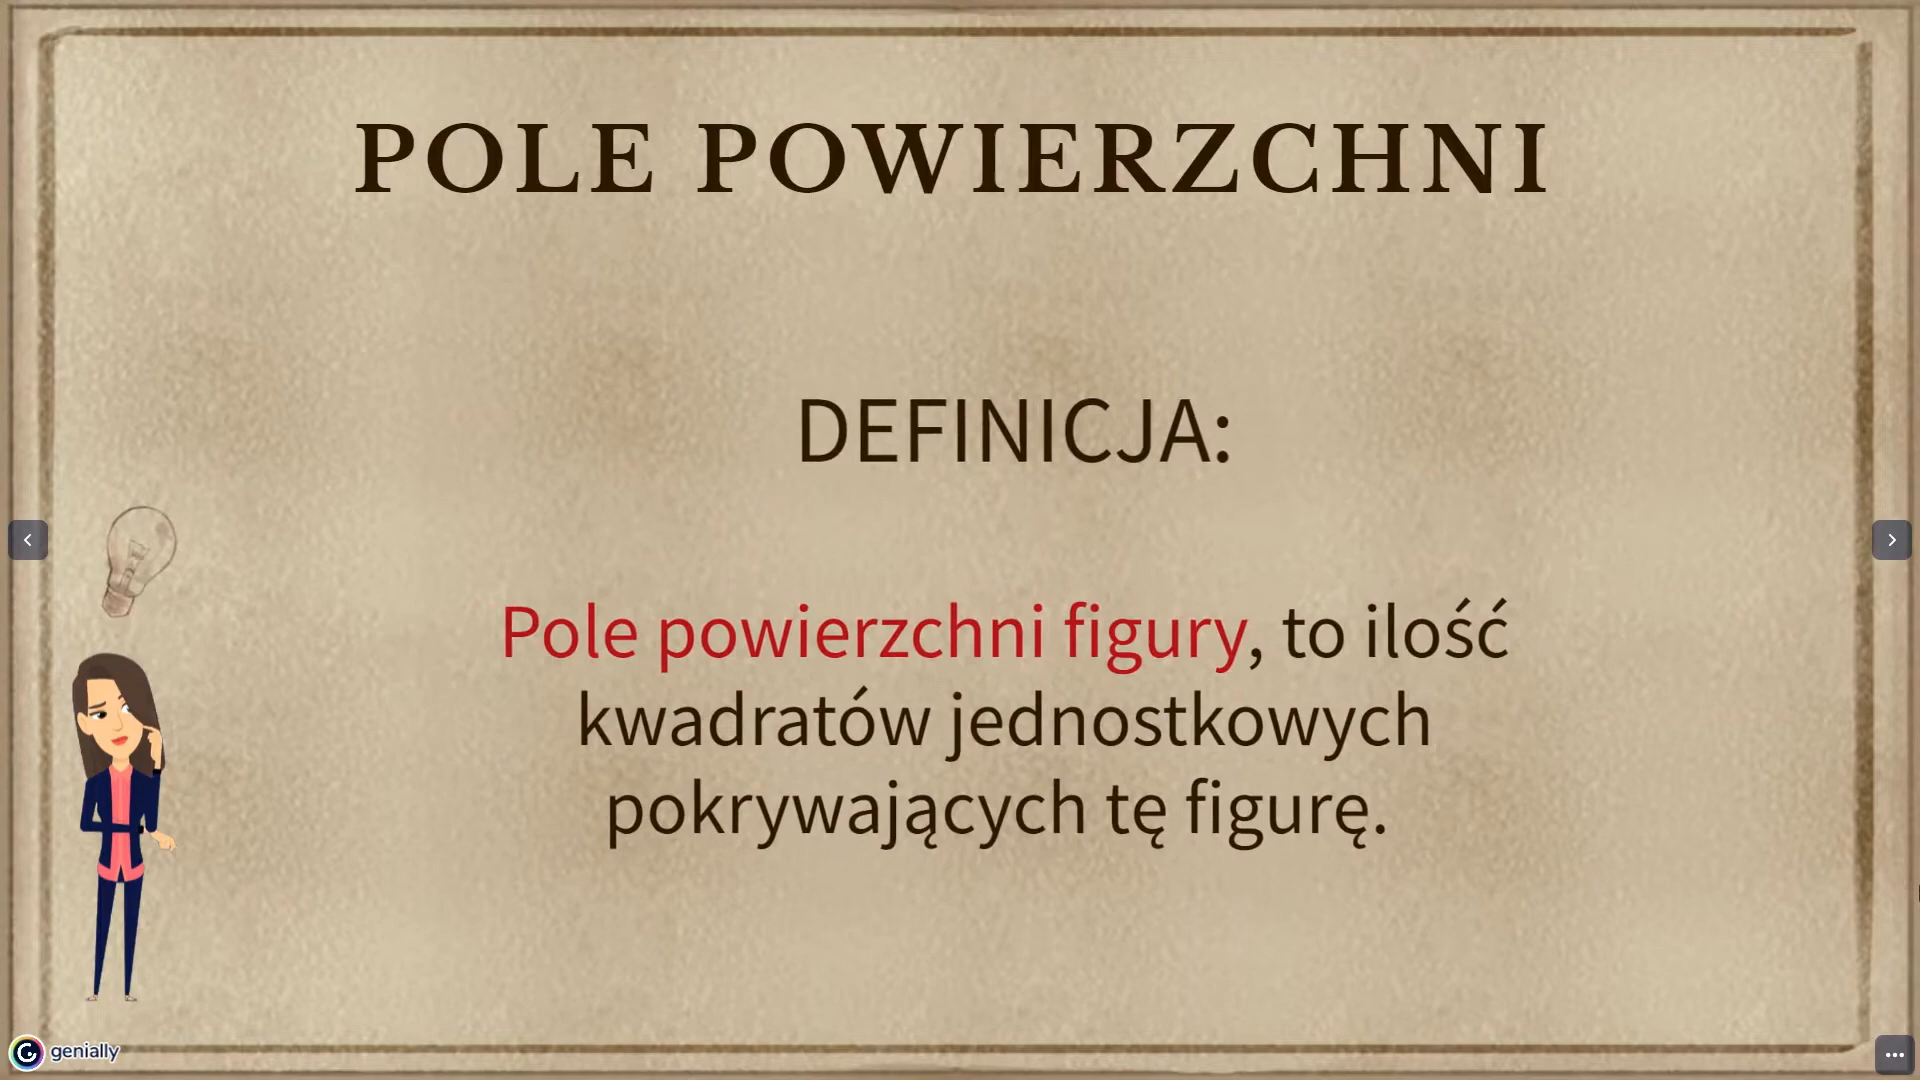 POLE POWIERZCHNI
DEFINICJA:
Pole powierzchni figury, to ilość
kwadratów jednostkowych
pokrywających tę figurę.
genially